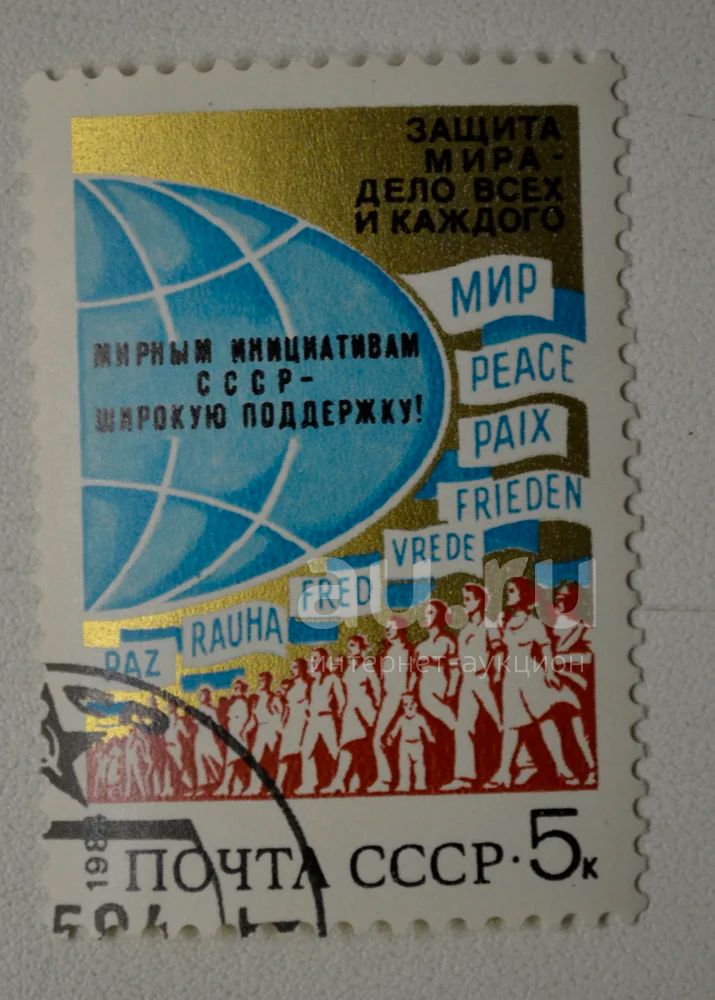 ЗАЩИТА
МИРА -
ДЕЛО ВСЕХ
И КАЖДОГО
МИРНЫМ ИНИЦИАТИВАМ
СССР-
ШИРОКУЮ ПОДДЕРЖКУ!
МИР
PEACE
PAIX
FRIEDEN
VREDE
FRED
RAUHA
PAZ
au.ru
интернет-аукцион
ПОЧТА СССР·5к